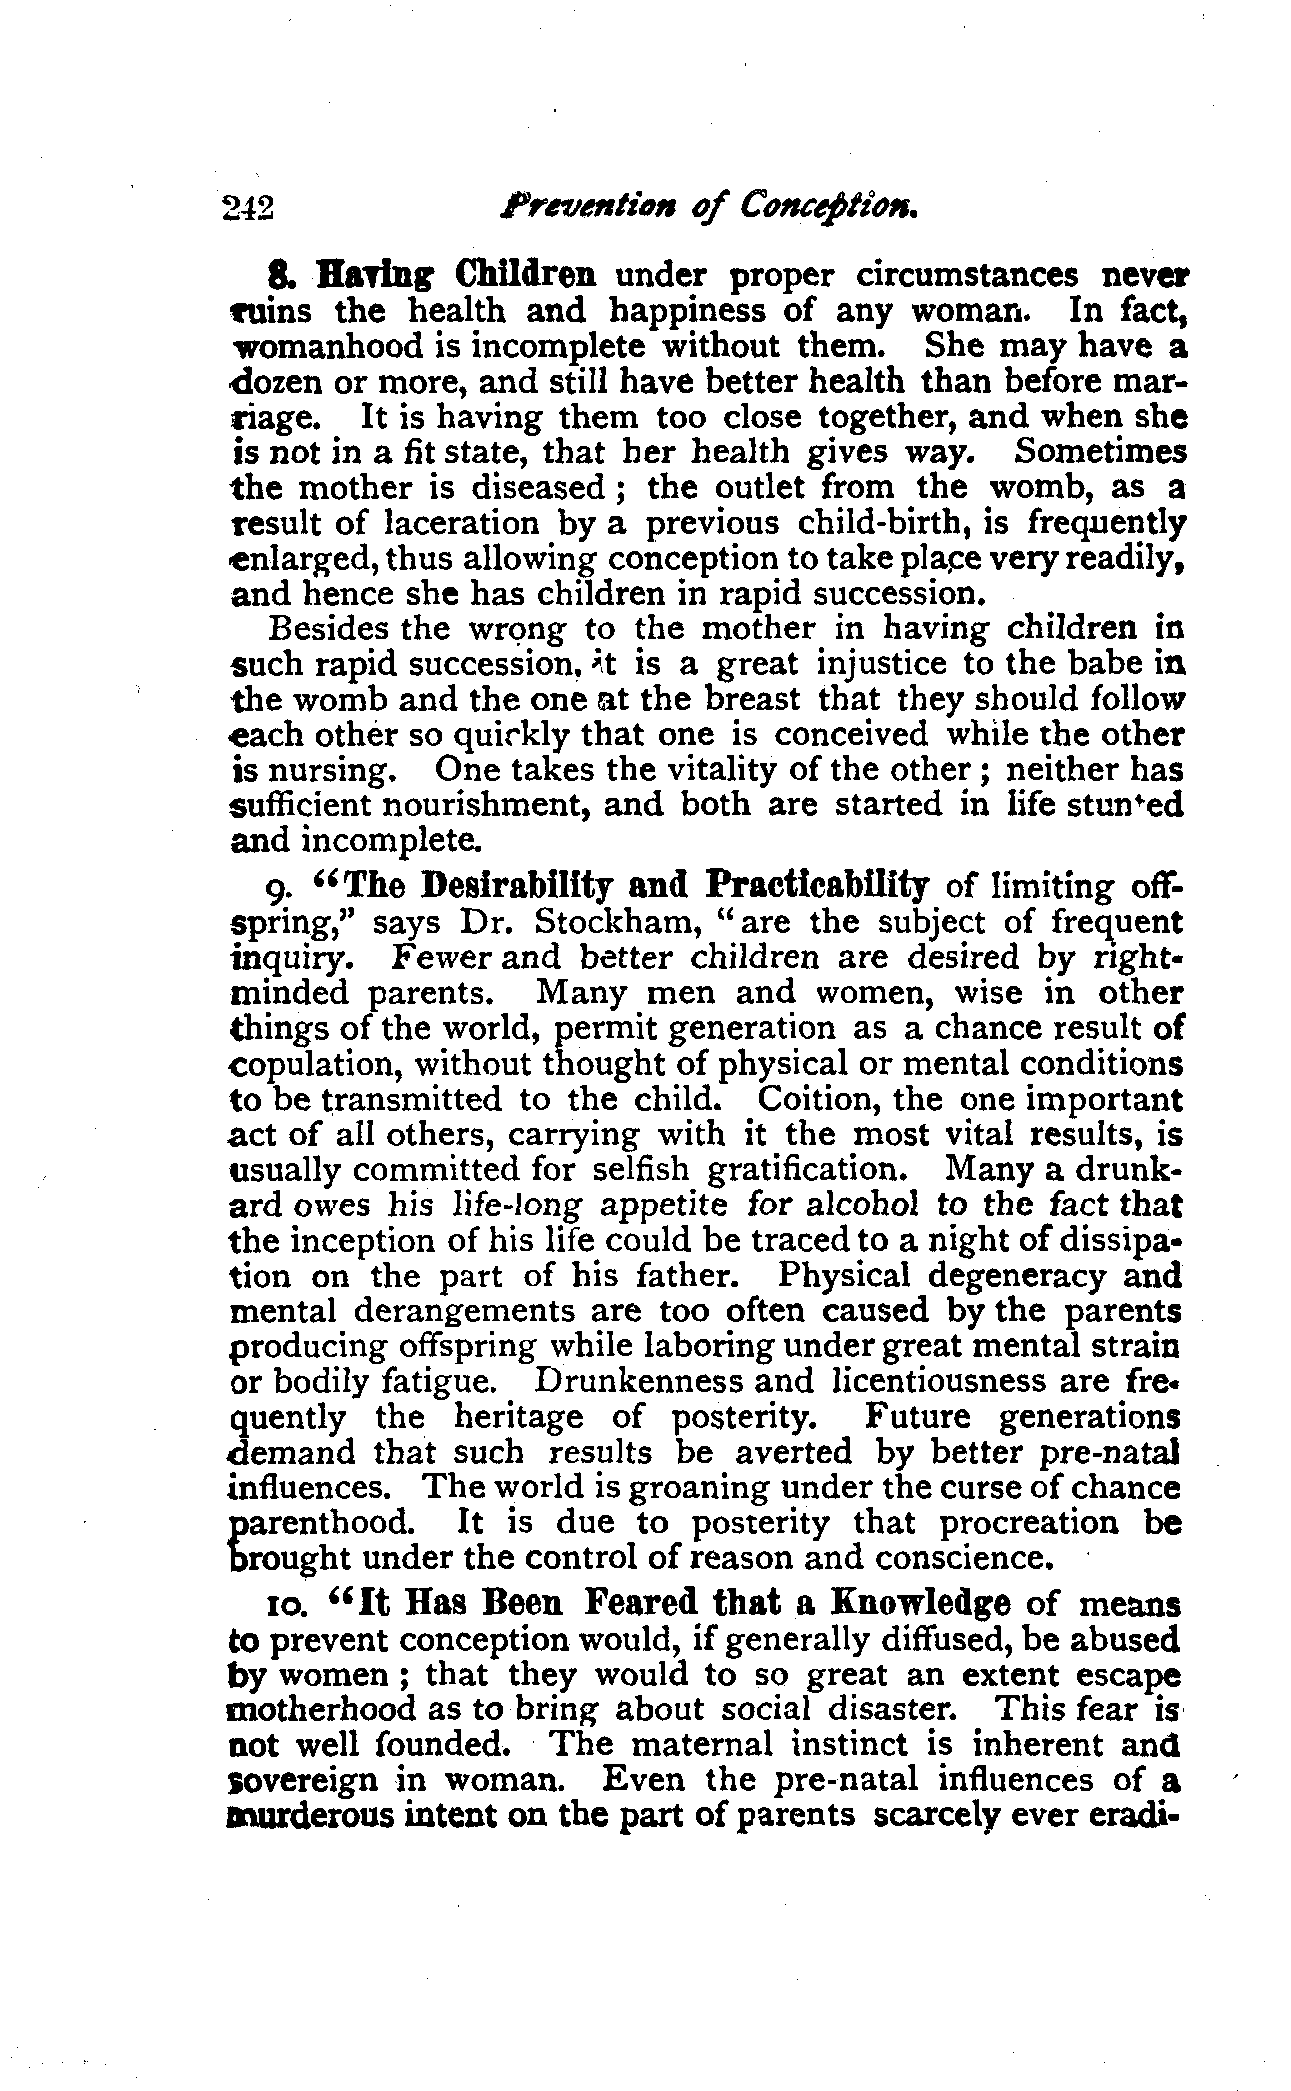 242 Prevention of Conception.
8. Having Children under proper circumstances never
ruins the health and happiness of any woman. In fact,
womanhood is incomplete without them. She may have a
dozen or more, and still have better health than before mar-
riage. It is having them too close together, and when she
is not in a fit state, that her health gives way. Sometimes
the mother is diseased ; the outlet from the womb, as a
result of laceration by a previous child-birth, is frequently
enlarged, thus allowing conception to take place very readily,
and hence she has children in rapid succession.
Besides the wrong to the mother in having children in
such rapid succession, it is a great injustice to the babe in
the womb and the one at the breast that they should follow
each other so quickly that one is conceived while the other
is nursing. One takes the vitality of the other ; neither has
sufficient nourishment, and both are started in life stunted
and incomplete.
9. “The Desirability and Practicability of limiting off-
spring,” says Dr. Stockham, “are the subject of frequent
inquiry. Fewer and better children are desired by right-
minded parents. Many men and women, wise in other
things of the world, permit generation as a chance result of
copulation, without thought of physical or mental conditions
to be transmitted to the child. Coition, the one important
act of all others, carrying with it the most vital results, is
usually committed for selfish gratification. Many a drunk-
ard owes his life-long appetite for alcohol to the fact that
the inception of his life could be traced to a night of dissipa-
tion on the part of his father. Physical degeneracy and
mental derangements are too often caused by the parents
producing offspring while laboring under great mental strain
or bodily fatigue. Drunkenness and licentiousness are fre-
quently the heritage of posterity. Future generations
demand that such results be averted by better pre-natal
influences. The world is groaning under the curse of chance
parenthood. It is due to posterity that procreation be
brought under the control of reason and conscience.
10. “It Has Been Feared that a Knowledge of means
to prevent conception would, if generally diffused, be abused
by women ; that they would to so great an extent escape
motherhood as to bring about social disaster. This fear is
not well founded. The maternal instinct is inherent and
sovereign in woman. Even the pre-natal influences of a
murderous intent on the part of parents scarcely ever eradi-